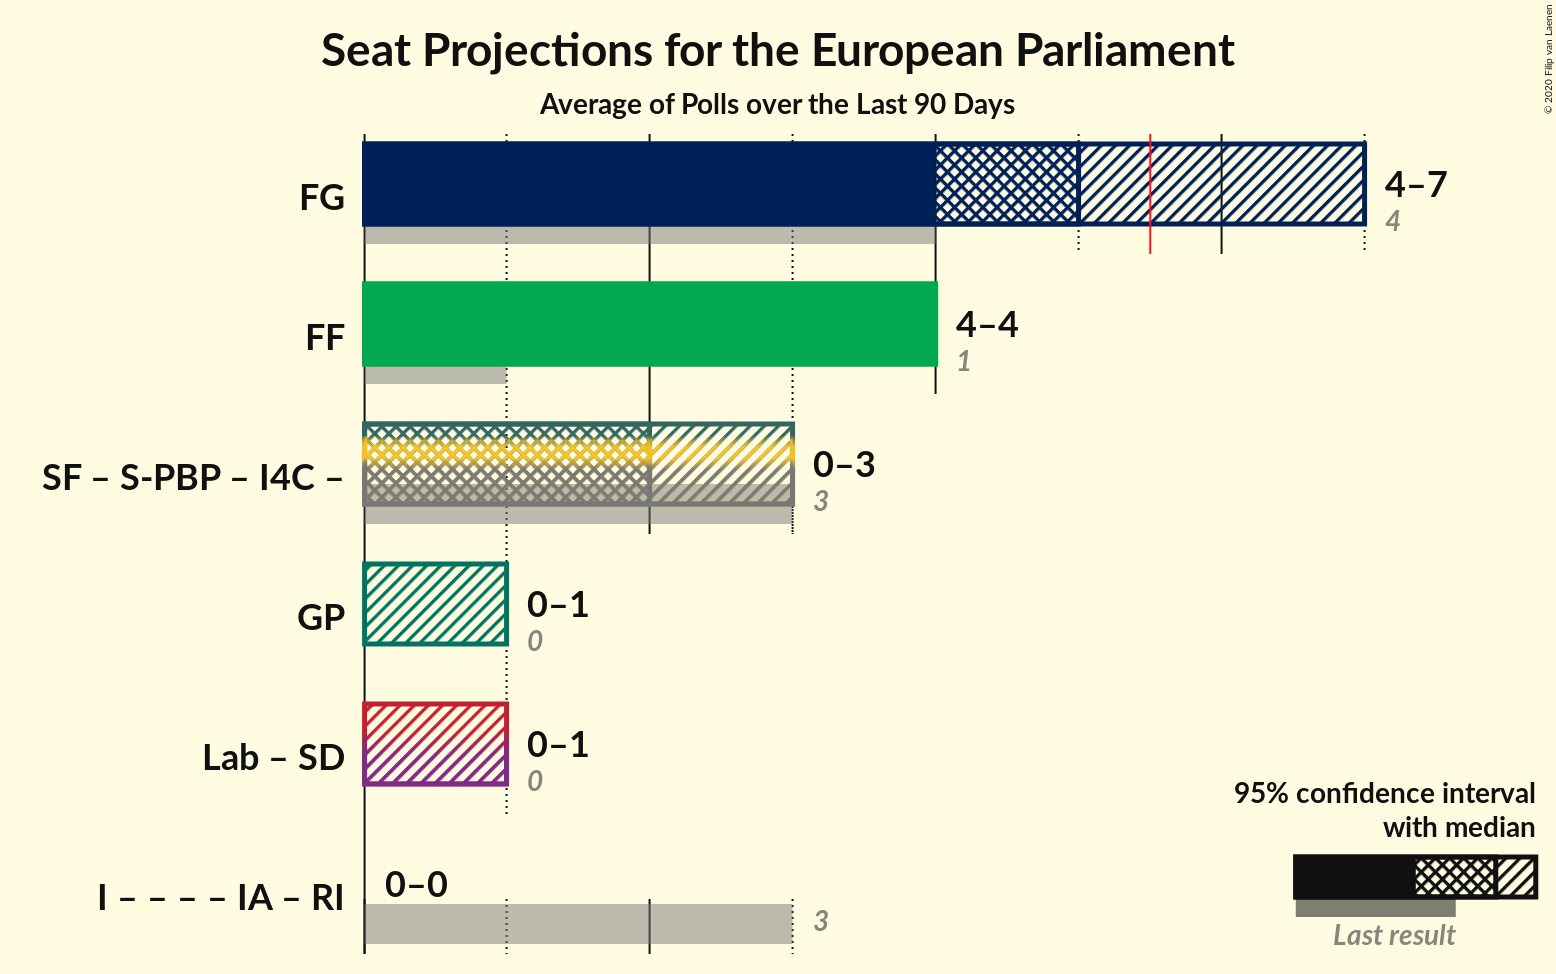 Seat Projections for the European Parliament
Average of Polls over the Last 90 Days
© 2020 Filip van Laenen
FG
4–7
4
FF
4–4
1
SF – S-PBP – I4C –
0–3
3
GP
0–1
0
Lab – SD
0–1
0
I – – – – IA – RI
0–0
3
95% confidence interval
with median
Last result